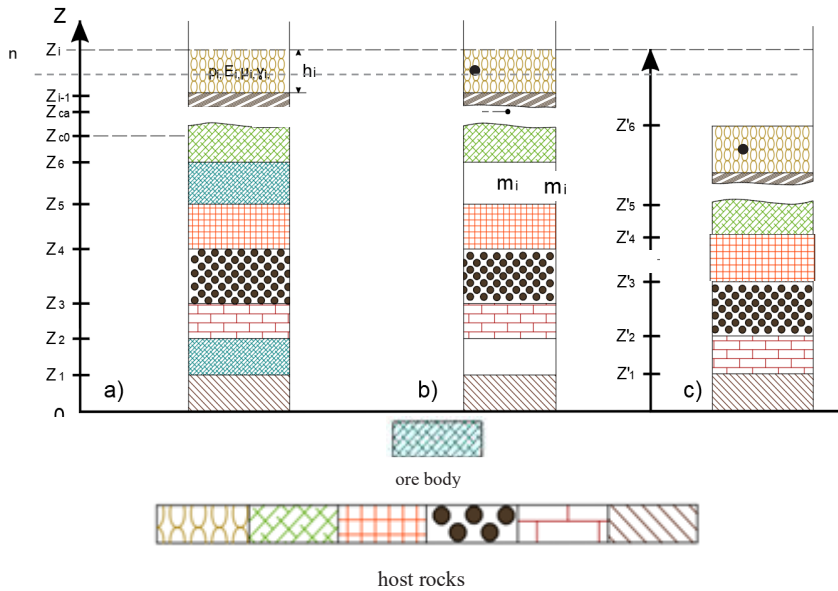 Z
n
Zi
pi,Ei,μi,γi,
hi
Zi-1
Zca
Zc0
Z6
Z5
Z4
Z3
Z2
Z1
0
a)
mi
mi
b)
Z'6
Z'5
Z'4
Z'3
Z'2
Z'1
c)
ore body
host rocks